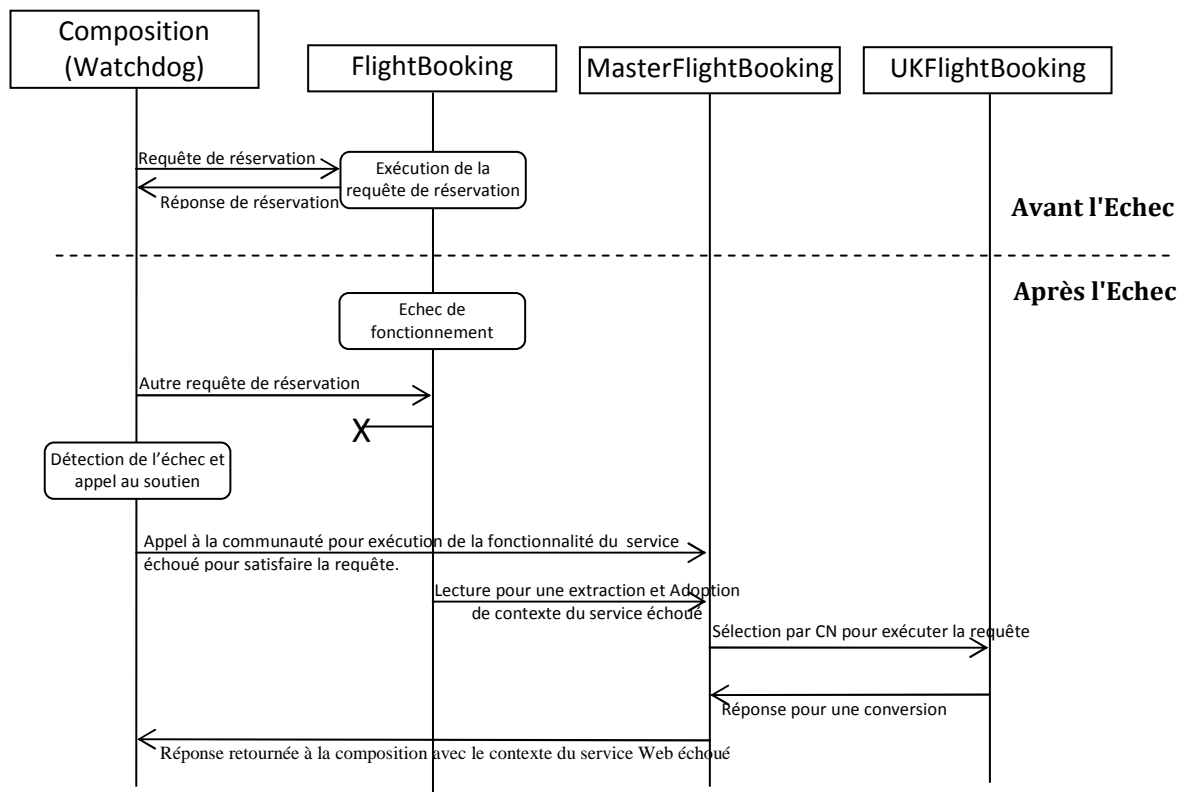 Composition
(Watchdog)
FlightBooking
MasterFlightBooking
UKFlightBooking
Requête de réservation
Exécution de la
requête de réservation
Réponse de réservation
Avant l'Echec
Après l'Echec
Echec de
fonctionnement
Autre requête de réservation
X
Détection de l'échec et
appel au soutien
Appel à la communauté pour exécution de la fonctionnalité du service
échoué pour satisfaire la requête.
Lecture pour une extraction et Adoption
de contexte du service échoué
Sélection par CN pour exécuter la requête
Réponse pour une conversion
Réponse retournée à la composition avec le contexte du service Web échoué